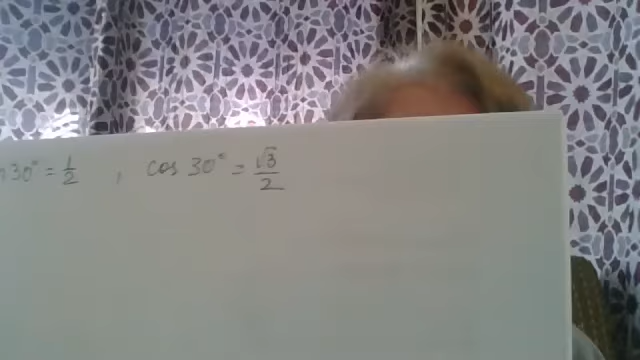 n 30° = 1/2 , cos 30° = √3/2